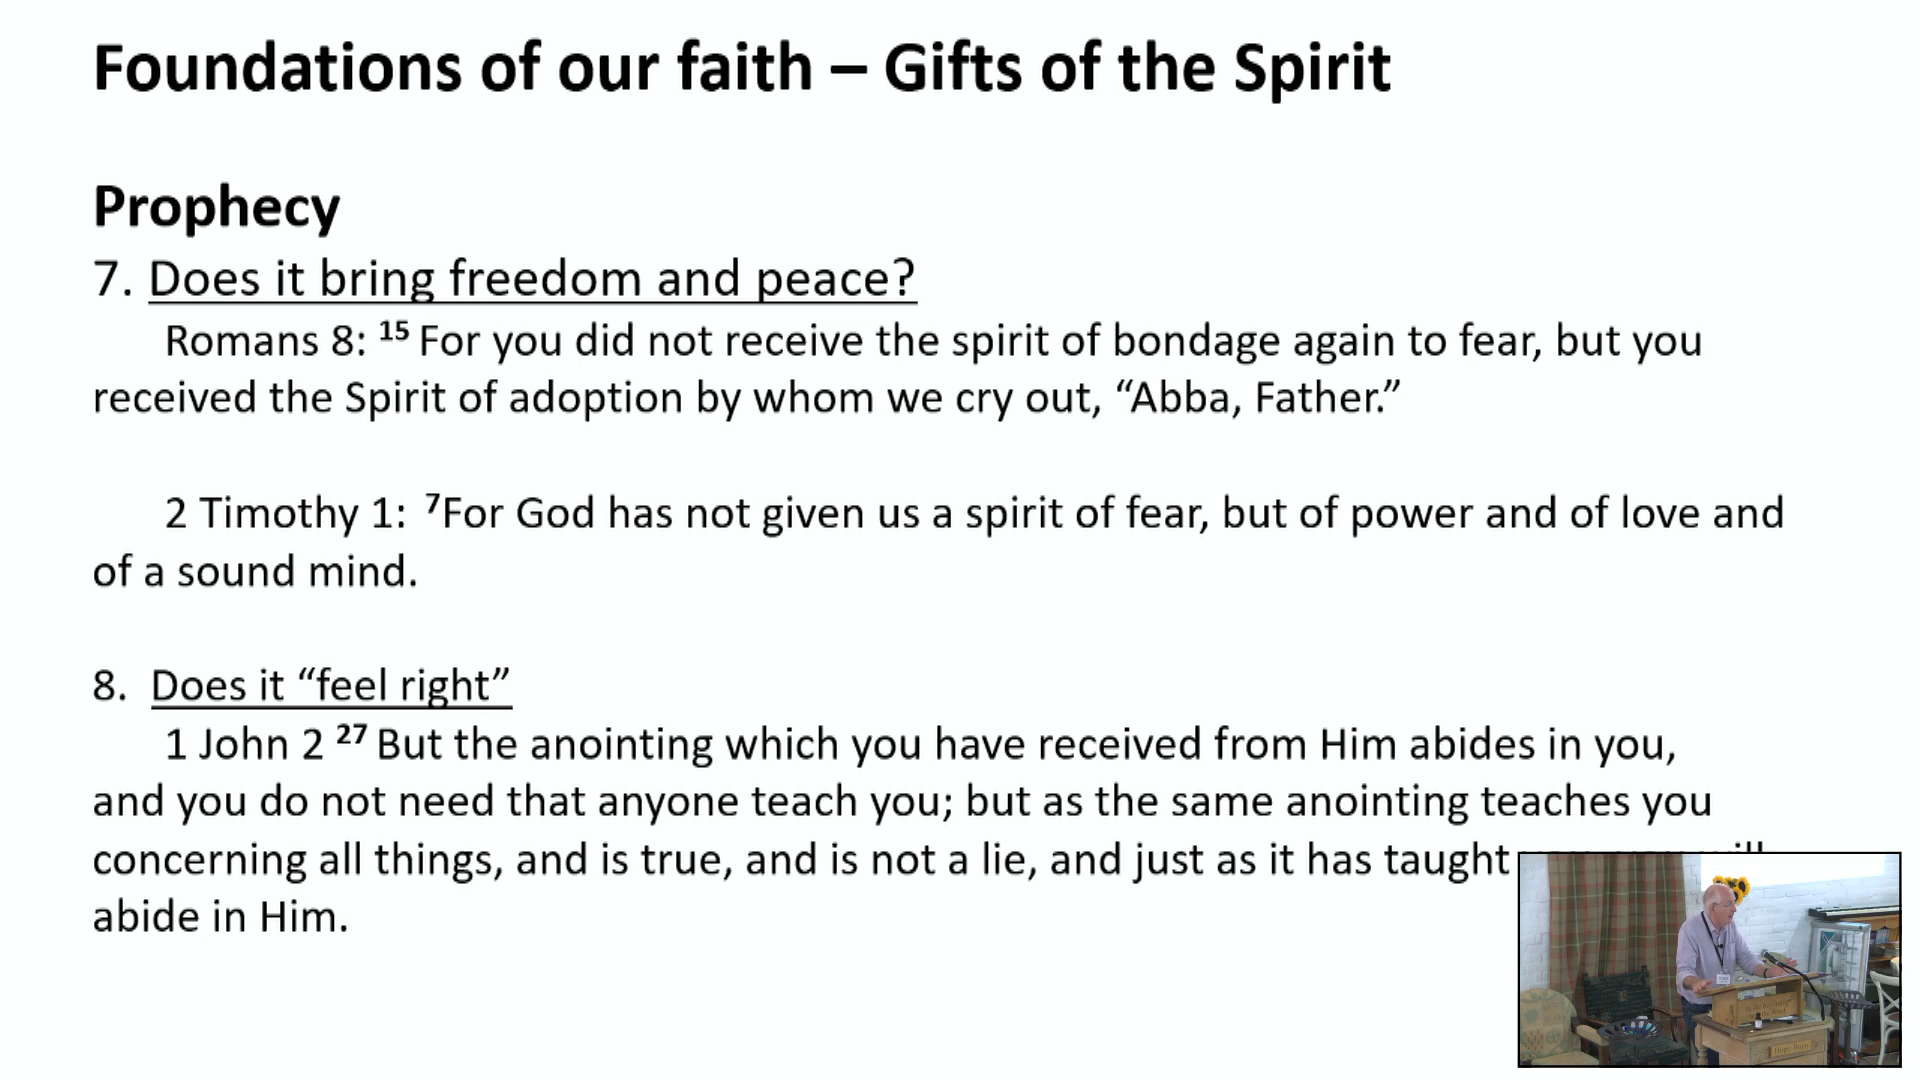 Foundations of our faith – Gifts of the Spirit
Prophecy
7. Does it bring freedom and peace?
Romans 8: ¹⁵ For you did not receive the spirit of bondage again to fear, but you
received the Spirit of adoption by whom we cry out, “Abba, Father.”
2 Timothy 1: ⁷For God has not given us a spirit of fear, but of power and of love and
of a sound mind.
8. Does it “feel right”
1 John 2 ²⁷ But the anointing which you have received from Him abides in you,
and you do not need that anyone teach you; but as the same anointing teaches you
concerning all things, and is true, and is not a lie, and just as it has taught
abide in Him.
Hope Barn